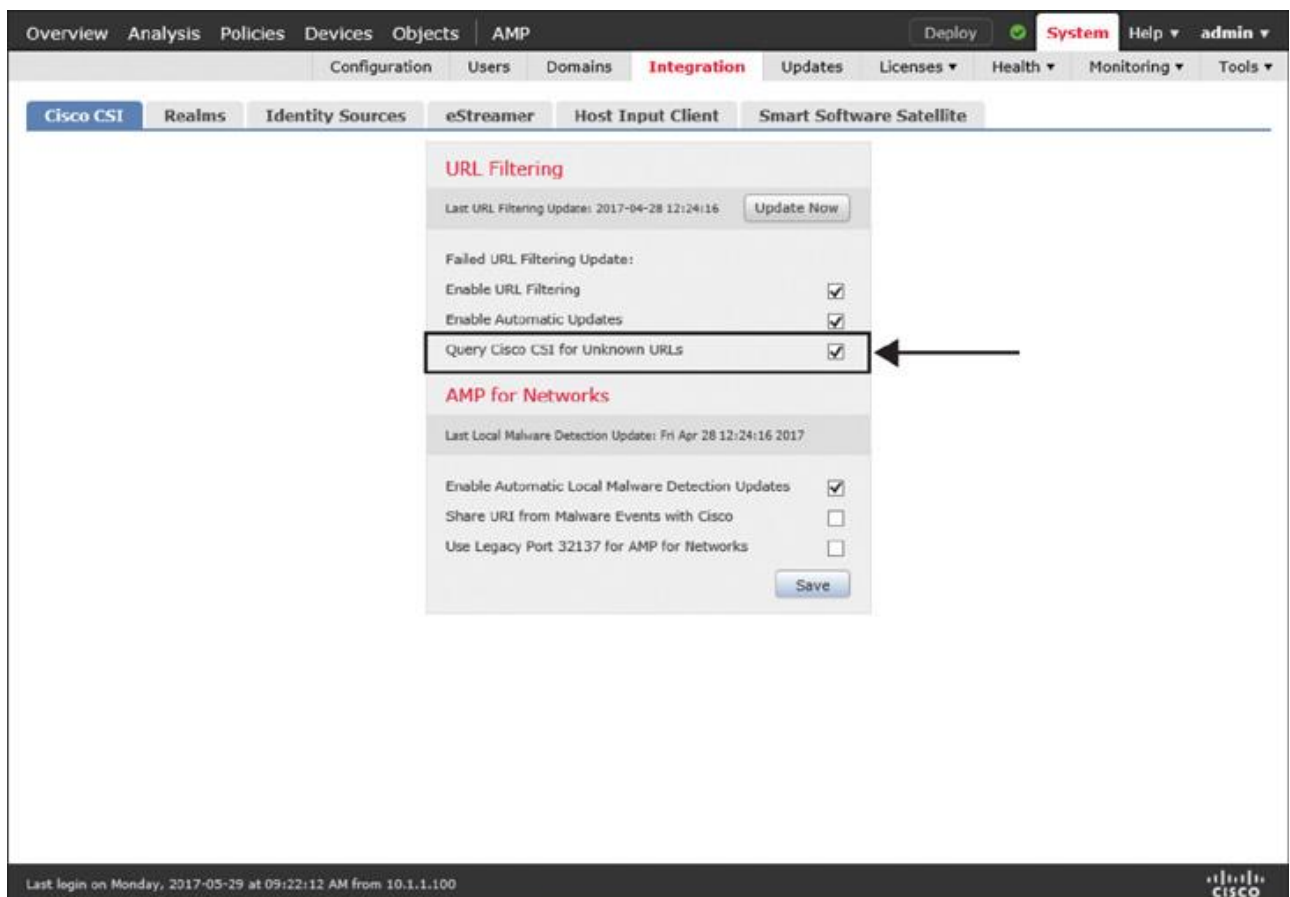 Overview Analysis Policies Devices Objects AMP Deploy System Help admin
Configuration Users Domains Integration Updates Licenses Health Monitoring Tools
Cisco CSI Realms Identity Sources eStreamer Host Input Client Smart Software Satellite
URL Filtering
Last URL Filtering Update: 2017-04-28 12:24:16 Update Now
Failed URL Filtering Update:
Enable URL Filtering
Enable Automatic Updates
Query Cisco CSI for Unknown URLs
AMP for Networks
Last Local Malware Detection Update: Fri Apr 28 12:24:16 2017
Enable Automatic Local Malware Detection Updates
Share URI from Malware Events with Cisco
Use Legacy Port 32137 for AMP for Networks
Save
Last login on Monday, 2017-05-29 at 09:22:12 AM from 10.1.1.100
CISCO